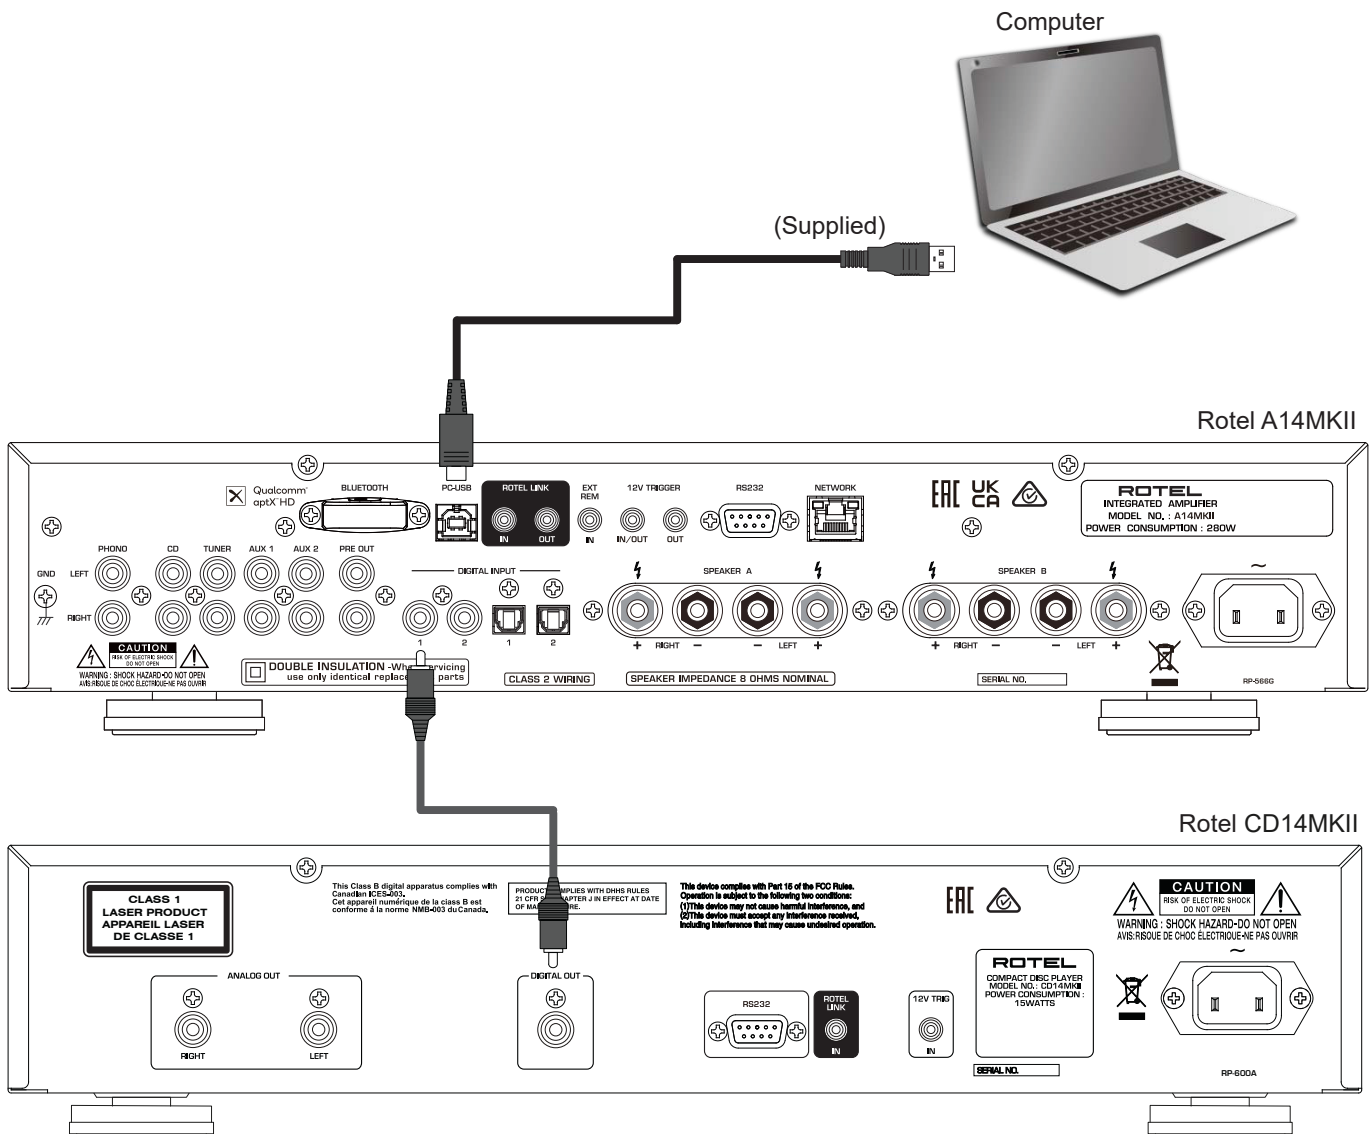 Computer
(Supplied)
Rotel A14MKII
Qualcomm
aptX HD
BLUETOOTH
PC-USB
ROTEL LINK
IN
OUT
EXT
REM
IN
12V TRIGGER
IN/OUT
OUT
RS232
NETWORK
EAC UK
CA
ROTEL
INTEGRATED AMPLIFIER
MODEL NO. : A14MKII
POWER CONSUMPTION : 280W
PHONO
CD
TUNER
AUX 1
AUX 2
PRE OUT
GND
LEFT
RIGHT
DIGITAL INPUT
1
2
1
2
SPEAKER A
+ RIGHT − − LEFT +
SPEAKER B
+ RIGHT − − LEFT +
~
CAUTION
RISK OF ELECTRIC SHOCK
DO NOT OPEN
WARNING : SHOCK HAZARD-DO NOT OPEN
AVIS:RISQUE DE CHOC ÉLECTRIQUE-NE PAS OUVRIR
DOUBLE INSULATION -Whe rvicing
use only identical replac parts
CLASS 2 WIRING
SPEAKER IMPEDANCE 8 OHMS NOMINAL
SERIAL NO.
RP-566G
Rotel CD14MKII
CLASS 1
LASER PRODUCT
APPAREIL LASER
DE CLASSE 1
This Class B digital apparatus complies with
Canadian ICES-003.
Cet appareil numérique de la class B est
conforme á la norme NMB-003 du Canada.
PRODUCT MPLIES WITH DHHS RULES
21 CFR S APTER J IN EFFECT AT DATE
OF MA RE.
This device complies with Part 15 of the FCC Rules.
Operation is subject to the following two conditions:
(1)This device may not cause harmful interference, and
(2)This device must accept any interference received,
including interference that may cause undesired operation.
EAC
CAUTION
RISK OF ELECTRIC SHOCK
DO NOT OPEN
WARNING : SHOCK HAZARD-DO NOT OPEN
AVIS:RISQUE DE CHOC ÉLECTRIQUE-NE PAS OUVRIR
~
ANALOG OUT
RIGHT
LEFT
DIGITAL OUT
RS232
ROTEL
LINK
IN
12V TRIG
IN
ROTEL
COMPACT DISC PLAYER
MODEL NO. : CD14MKII
POWER CONSUMPTION :
15WATTS
SERIAL NO.
RP-600A